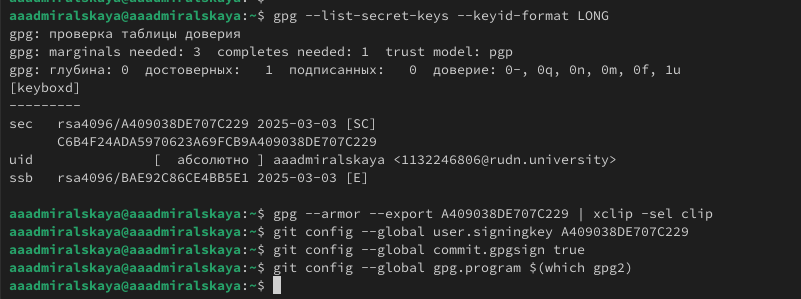 aaadmiralskaya@aaadmiralskaya:~$ gpg --list-secret-keys --keyid-format LONG
gpg: проверка таблицы доверия
gpg: marginals needed: 3  completes needed: 1  trust model: pgp
gpg: глубина: 0  достоверных:   1  подписанных:   0  доверие: 0-, 0q, 0n, 0m, 0f, 1u
[keyboxd]
---------
sec   rsa4096/A409038DE707C229 2025-03-03 [SC]
      C6B4F24ADA5970623A69FCB9A409038DE707C229
uid              [  абсолютно ] aaadmiralskaya <1132246806@rudn.university>
ssb   rsa4096/BAE92C86CE4BB5E1 2025-03-03 [E]
aaadmiralskaya@aaadmiralskaya:~$ gpg --armor --export A409038DE707C229 | xclip -sel clip
aaadmiralskaya@aaadmiralskaya:~$ git config --global user.signingkey A409038DE707C229
aaadmiralskaya@aaadmiralskaya:~$ git config --global commit.gpgsign true
aaadmiralskaya@aaadmiralskaya:~$ git config --global gpg.program $(which gpg2)
aaadmiralskaya@aaadmiralskaya:~$